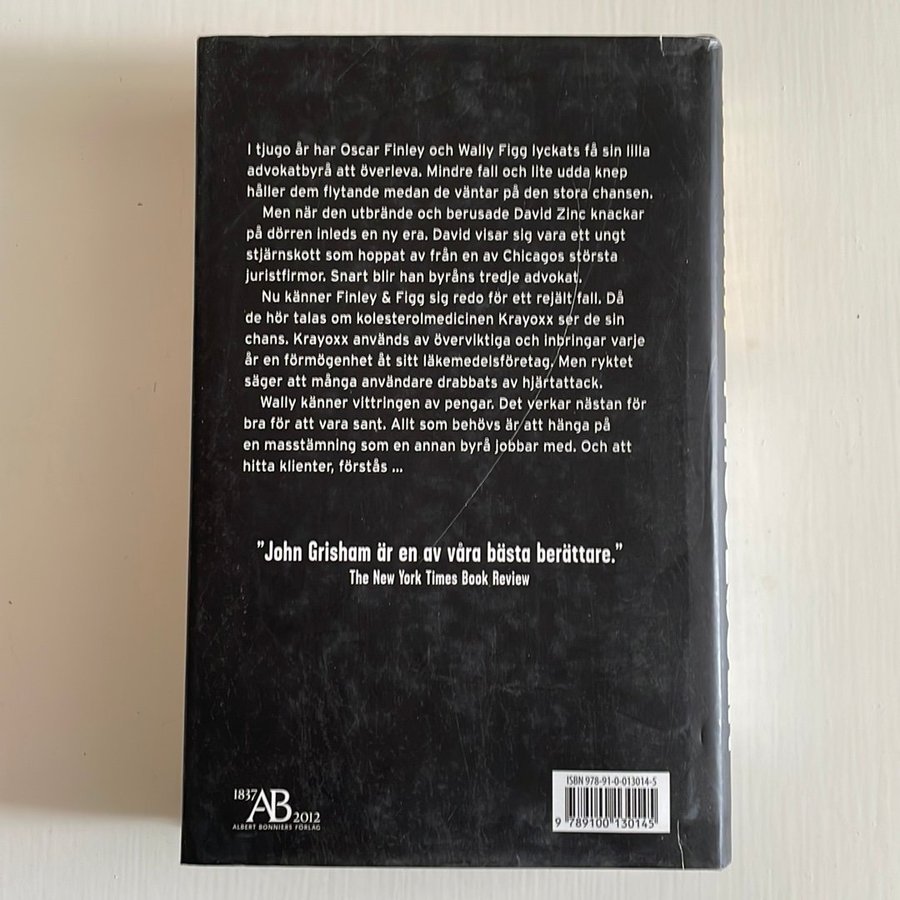 I tjugo år har Oscar Finley och Wally Figg lyckats få sin lilla
advokatbyrå att överleva. Mindre fall och lite udda knep
håller dem flytande medan de väntar på den stora chansen.
Men när den utbrände och berusade David Zinc knackar
på dörren inleds en ny era. David visar sig vara ett ungt
stjärnskott som hoppat av från en av Chicagos största
juristfirmor. Snart blir han byråns tredje advokat.
Nu känner Finley & Figg sig redo för ett rejält fall. Då
de hör talas om kolesterolmedicinen Krayoxx ser de sin
chans. Krayoxx används av överviktiga och inbringar varje
år en förmögenhet åt sitt läkemedelsföretag. Men ryktet
säger att många användare drabbats av hjärtattack.
Wally känner vittringen av pengar. Det verkar nästan för
bra för att vara sant. Allt som behövs är att hänga på
en masstämning som en annan byrå jobbar med. Och att
hitta klienter, förstås ...
"John Grisham är en av våra bästa berättare."
The New York Times Book Review
1837 AB 2012
ALBERT BONNIERS FÖRLAG
ISBN 978-91-0-013014-5
9 789100 130145